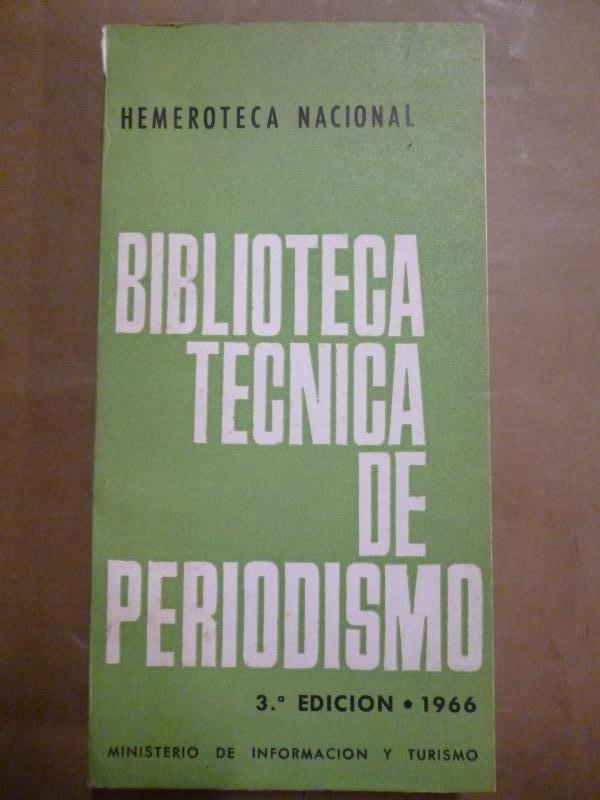 HEMEROTECA NACIONAL
BIBLIOTECA
TECNICA
DE
PERIODISMO
3.ª EDICION • 1966
MINISTERIO DE INFORMACION Y TURISMO